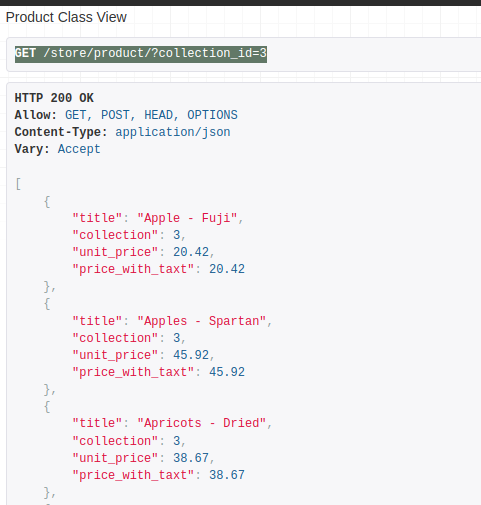 Product Class View
GET /store/product/?collection_id=3
HTTP 200 OK
Allow: GET, POST, HEAD, OPTIONS
Content-Type: application/json
Vary: Accept
[
    {
        "title": "Apple - Fuji",
        "collection": 3,
        "unit_price": 20.42,
        "price_with_taxt": 20.42
    },
    {
        "title": "Apples - Spartan",
        "collection": 3,
        "unit_price": 45.92,
        "price_with_taxt": 45.92
    },
    {
        "title": "Apricots - Dried",
        "collection": 3,
        "unit_price": 38.67,
        "price_with_taxt": 38.67
    },